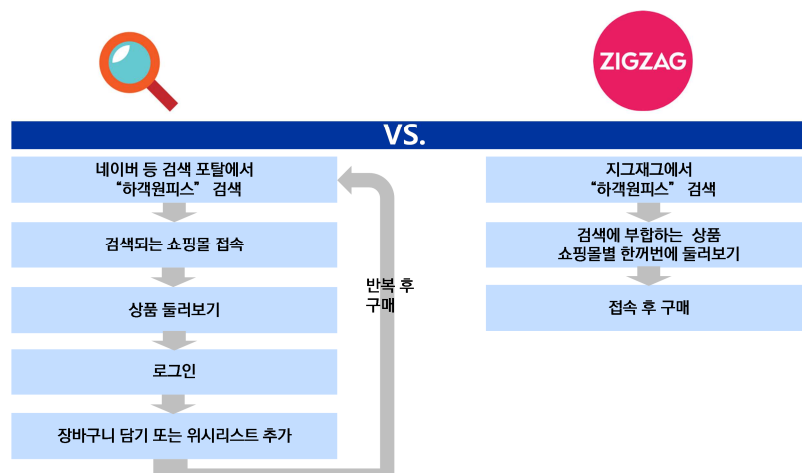 ZIGZAG
VS.
네이버 등 검색 포탈에서
“하객원피스” 검색
검색되는 쇼핑몰 접속
상품 둘러보기
로그인
장바구니 담기 또는 위시리스트 추가
반복 후
구매
지그재그에서
“하객원피스” 검색
검색에 부합하는 상품
쇼핑몰별 한꺼번에 둘러보기
접속 후 구매